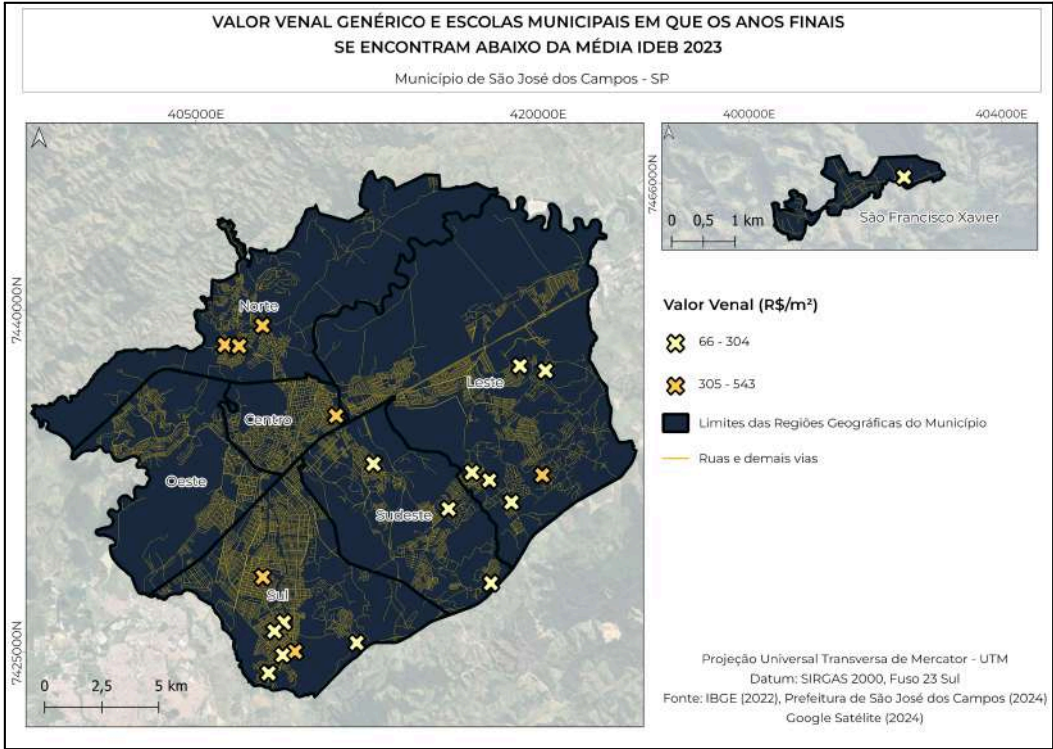 VALOR VENAL GENÉRICO E ESCOLAS MUNICIPAIS EM QUE OS ANOS FINAIS
SE ENCONTRAM ABAIXO DA MÉDIA IDEB 2023
Município de São José dos Campos - SP
405000E
420000E
7440000N
7425000N
Norte
Leste
Centro
Oeste
Sudeste
Sul
0 2,5 5 km
400000E
404000E
7466000N
São Francisco Xavier
0 0,5 1 km
Valor Venal (R$/m²)
66 - 304
305 - 543
Limites das Regiões Geográficas do Município
Ruas e demais vias
Projeção Universal Transversa de Mercator - UTM
Datum: SIRGAS 2000, Fuso 23 Sul
Fonte: IBGE (2022), Prefeitura de São José dos Campos (2024)
Google Satélite (2024)